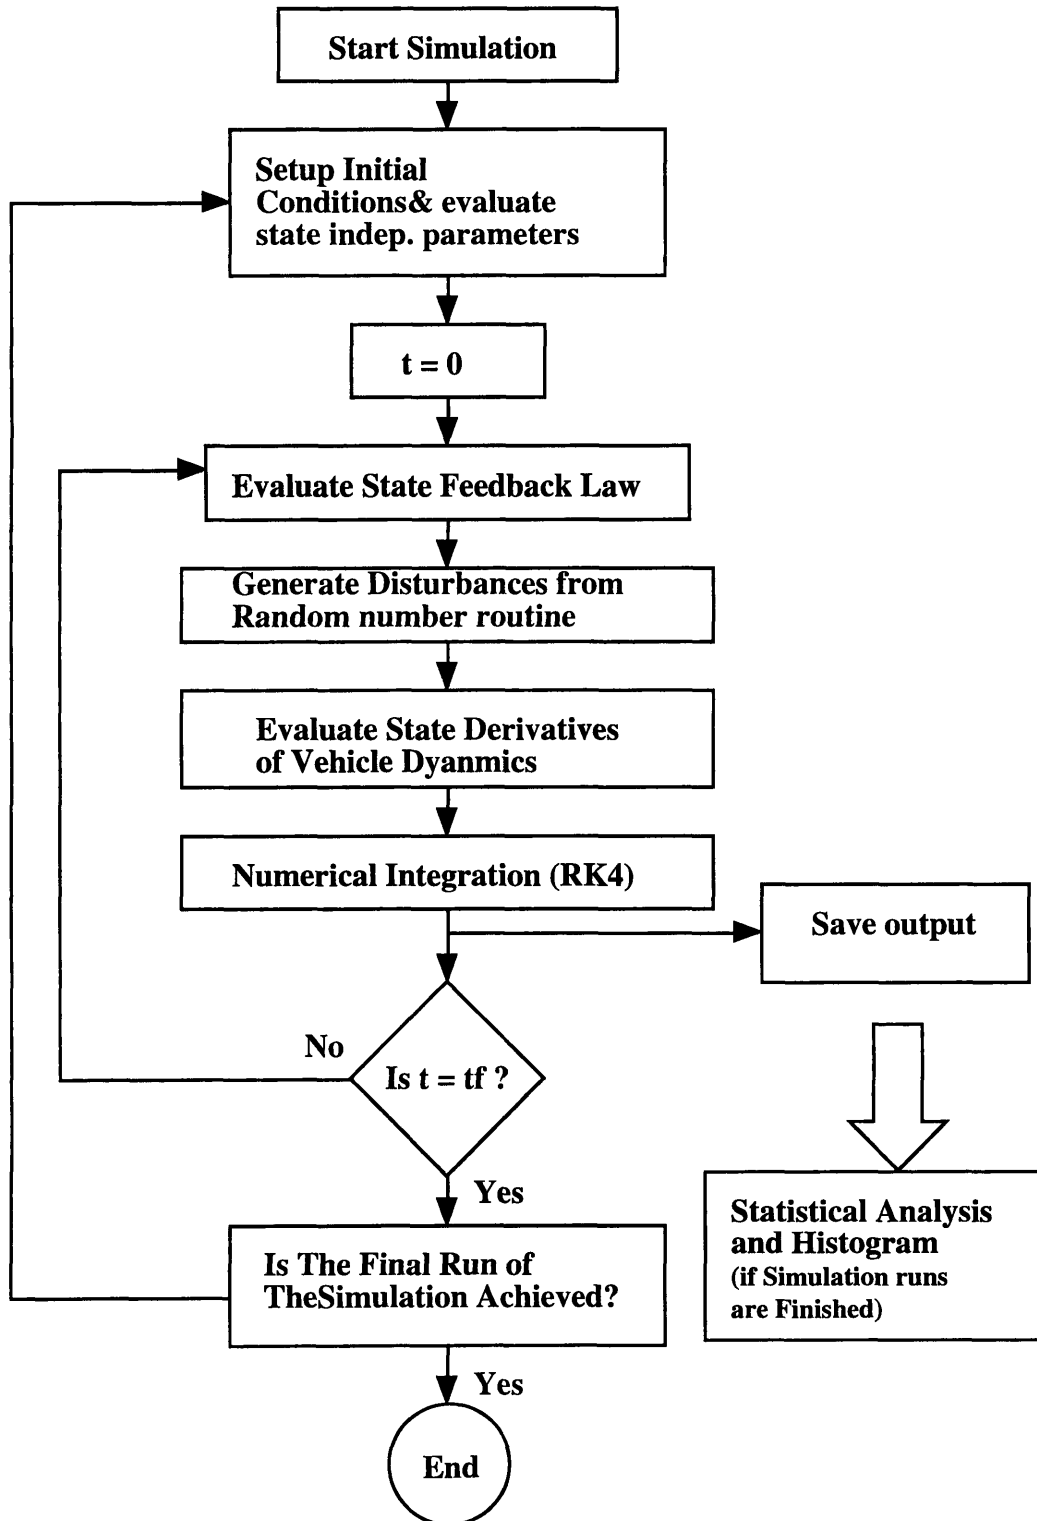 Start Simulation
Setup Initial
Conditions& evaluate
state indep. parameters
t = 0
Evaluate State Feedback Law
Generate Disturbances from
Random number routine
Evaluate State Derivatives
of Vehicle Dyanmics
Numerical Integration (RK4)
Save output
No
Is t = tf ?
Yes
Statistical Analysis
and Histogram
(if Simulation runs
are Finished)
Is The Final Run of
TheSimulation Achieved?
Yes
End